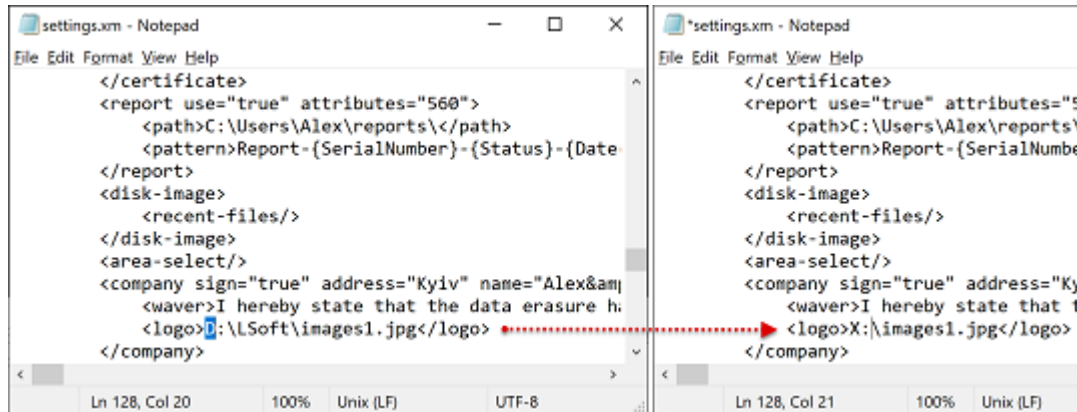 settings.xm - Notepad
File Edit Format View Help
</certificate>
<report use="true" attributes="560">
<path>C:\Users\Alex\reports\</path>
<pattern>Report-{SerialNumber}-{Status}-{Date
</report>
<disk-image>
<recent-files/>
</disk-image>
<area-select/>
<company sign="true" address="Kyiv" name="Alex&am
<waver>I hereby state that the data erasure h
<logo>D:\LSoft\images1.jpg</logo>
</company>
Ln 128, Col 20 100% Unix (LF) UTF-8
*settings.xm - Notepad
File Edit Format View Help
</certificate>
<report use="true" attributes="5
<path>C:\Users\Alex\reports\
<pattern>Report-{SerialNumbe
</report>
<disk-image>
<recent-files/>
</disk-image>
<area-select/>
<company sign="true" address="Ky
<waver>I hereby state that t
<logo>X:\images1.jpg</logo>
</company>
Ln 128, Col 21 100% Unix (LF)